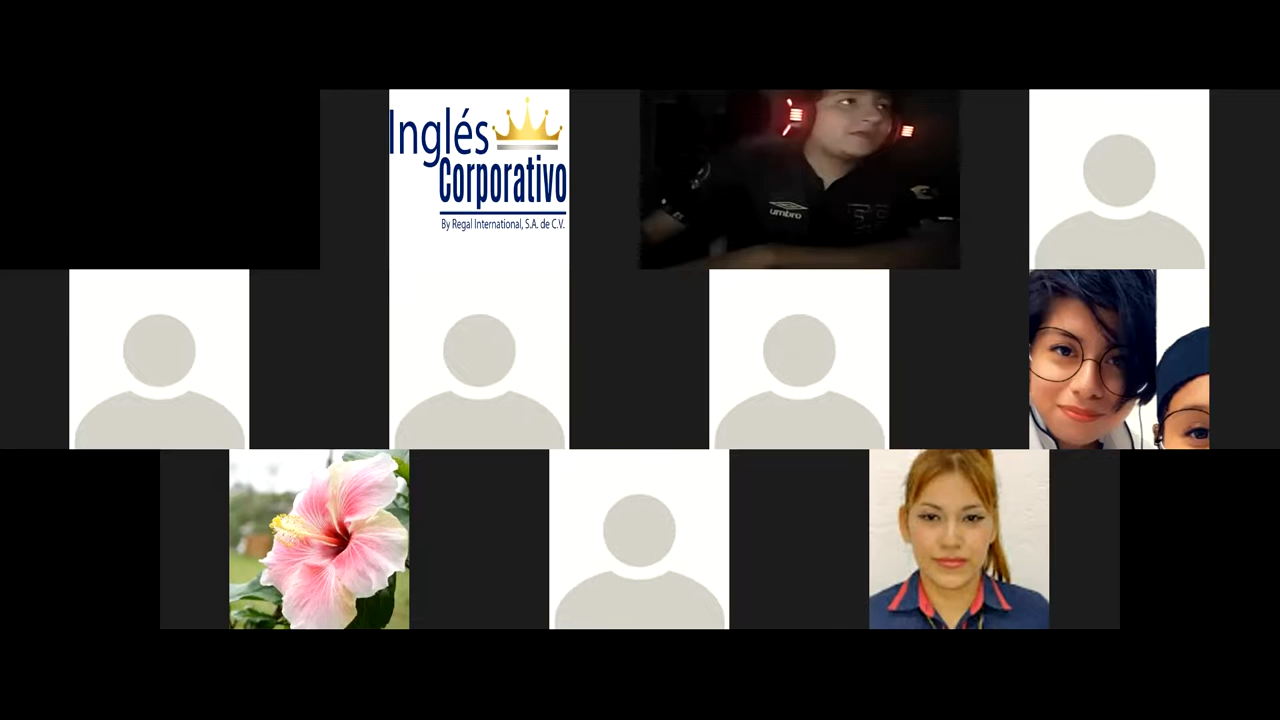 Inglés
Corporativo
By Regal International, S.A. de C.V.
umbro